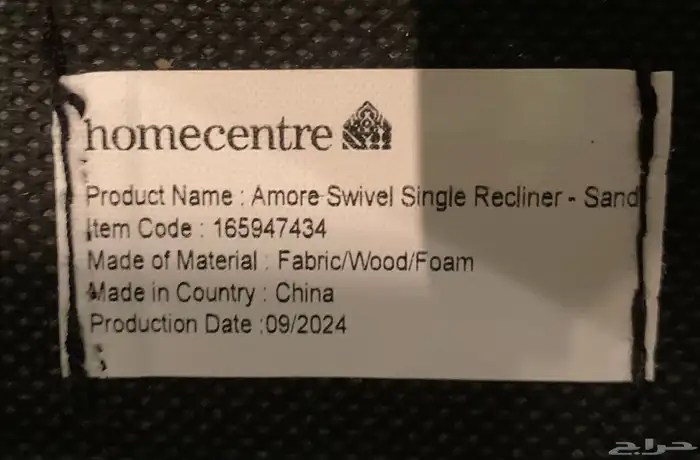 homecentre
Product Name : Amore Swivel Single Recliner - Sand
Item Code : 165947434
Made of Material : Fabric/Wood/Foam
Made in Country : China
Production Date :09/2024
حراج